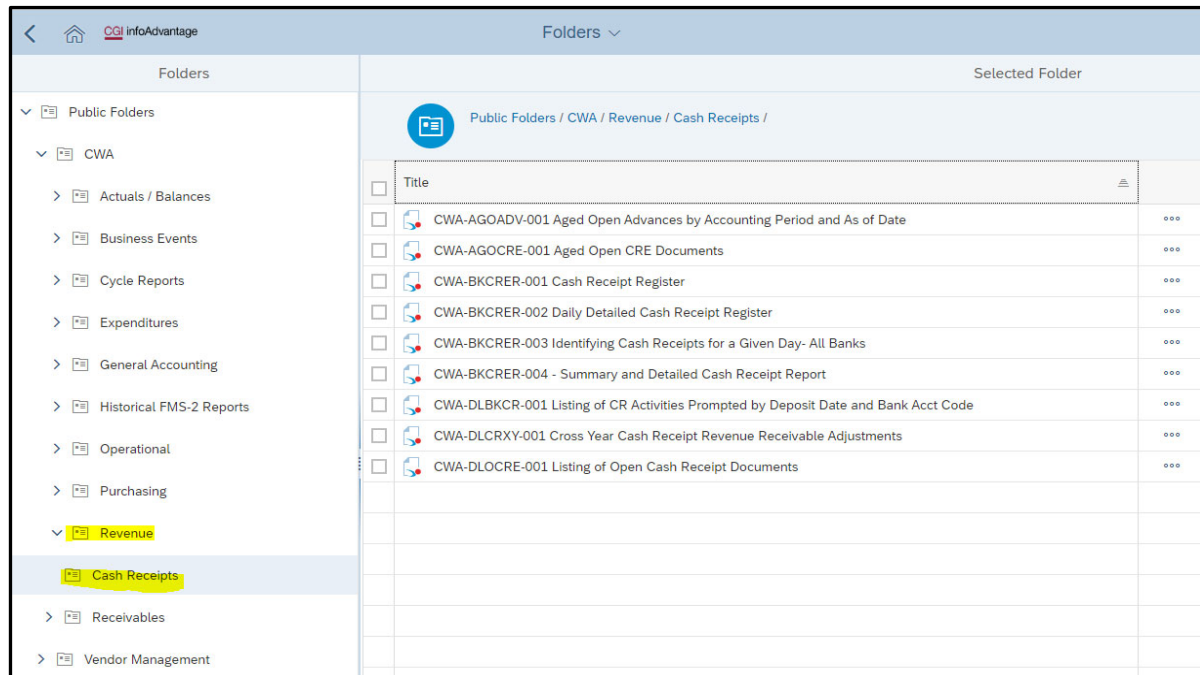 CGI infoAdvantage
Folders
Folders
Selected Folder
Public Folders
Public Folders / CWA / Revenue / Cash Receipts /
CWA
Title
Actuals / Balances
CWA-AGOADV-001 Aged Open Advances by Accounting Period and As of Date
Business Events
CWA-AGOCRE-001 Aged Open CRE Documents
Cycle Reports
CWA-BKCRER-001 Cash Receipt Register
Expenditures
CWA-BKCRER-002 Daily Detailed Cash Receipt Register
General Accounting
CWA-BKCRER-003 Identifying Cash Receipts for a Given Day- All Banks
Historical FMS-2 Reports
CWA-BKCRER-004 - Summary and Detailed Cash Receipt Report
Operational
CWA-DLBKCR-001 Listing of CR Activities Prompted by Deposit Date and Bank Acct Code
Purchasing
CWA-DLCRXY-001 Cross Year Cash Receipt Revenue Receivable Adjustments
Revenue
CWA-DLOCRE-001 Listing of Open Cash Receipt Documents
Cash Receipts
Receivables
Vendor Management